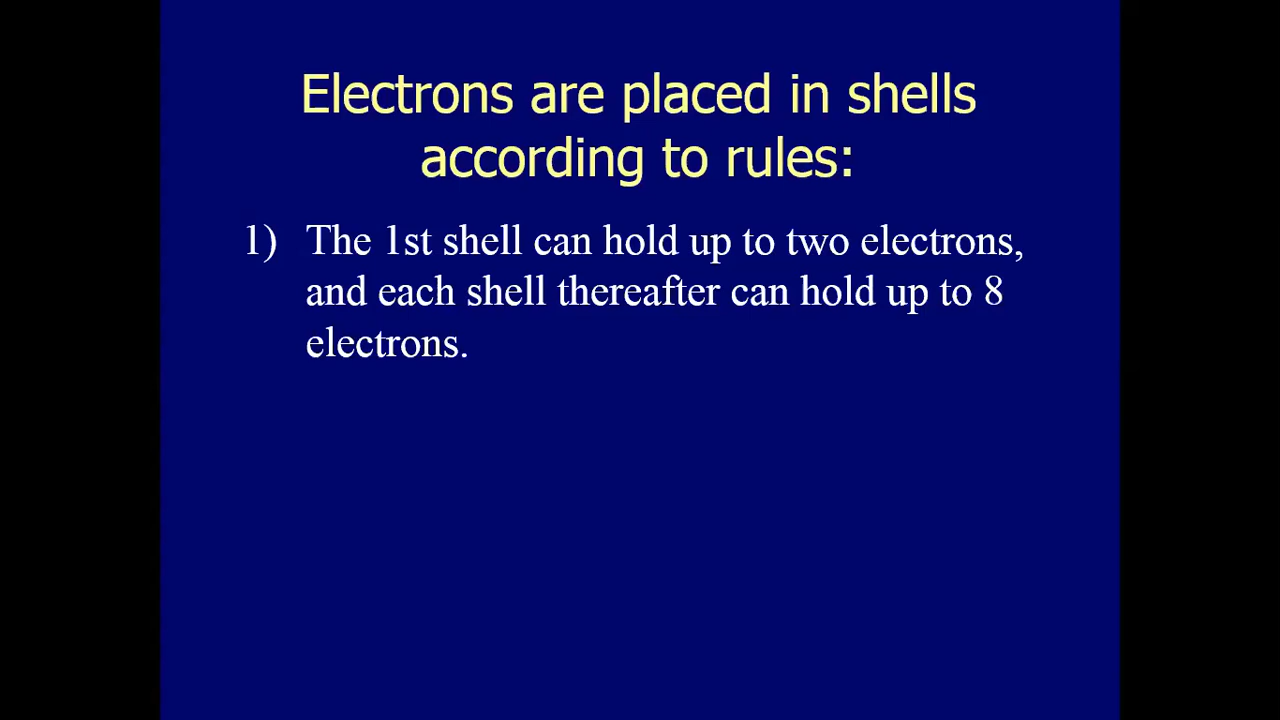 Electrons are placed in shells
according to rules:
1) The 1st shell can hold up to two electrons,
and each shell thereafter can hold up to 8
electrons.